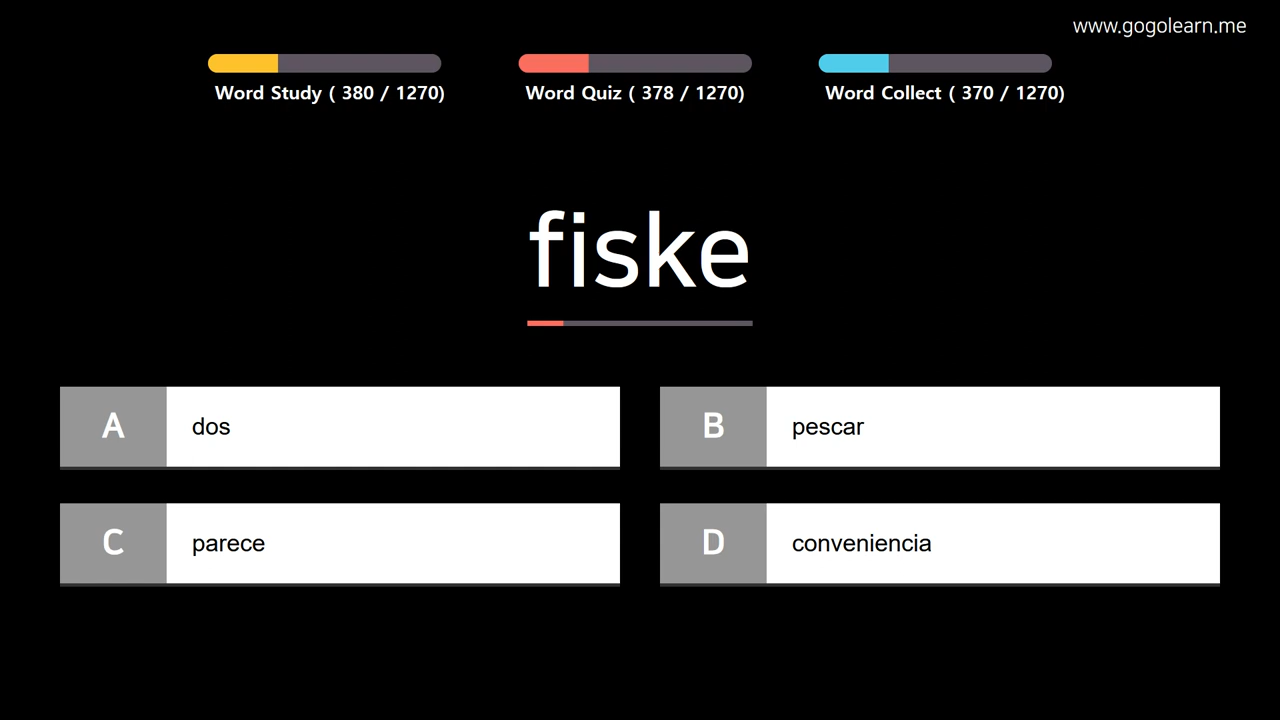 www.gogolearn.me
Word Study ( 380 / 1270)
Word Quiz ( 378 / 1270)
Word Collect ( 370 / 1270)
fiske
A dos
B pescar
C parece
D conveniencia